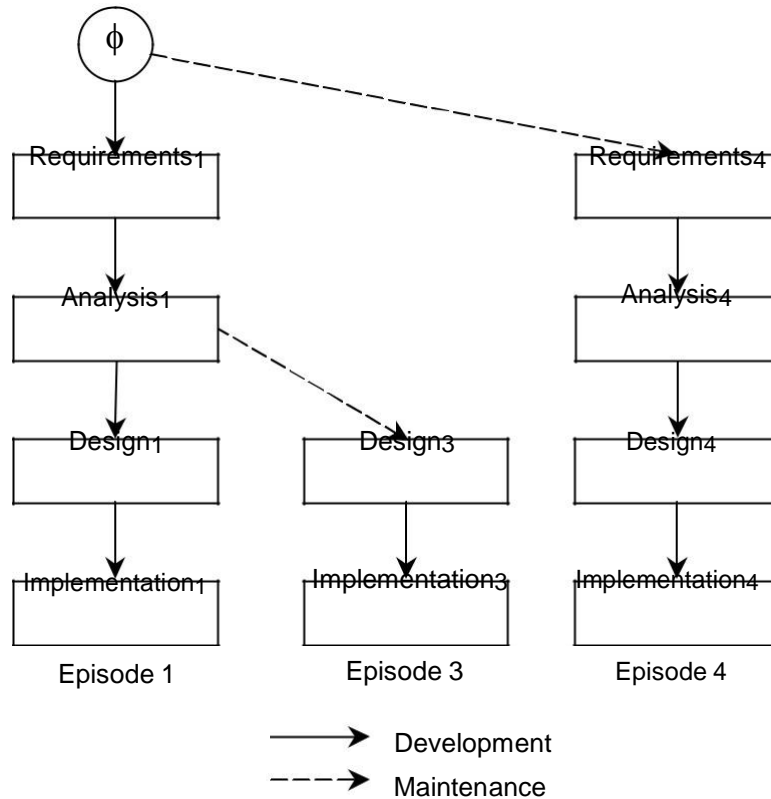 ϕ
Requirements1 Requirements4
Analysis1 Analysis4
Design1 Design3 Design4
Implementation1 Implementation3 Implementation4
Episode 1 Episode 3 Episode 4
Development
Maintenance